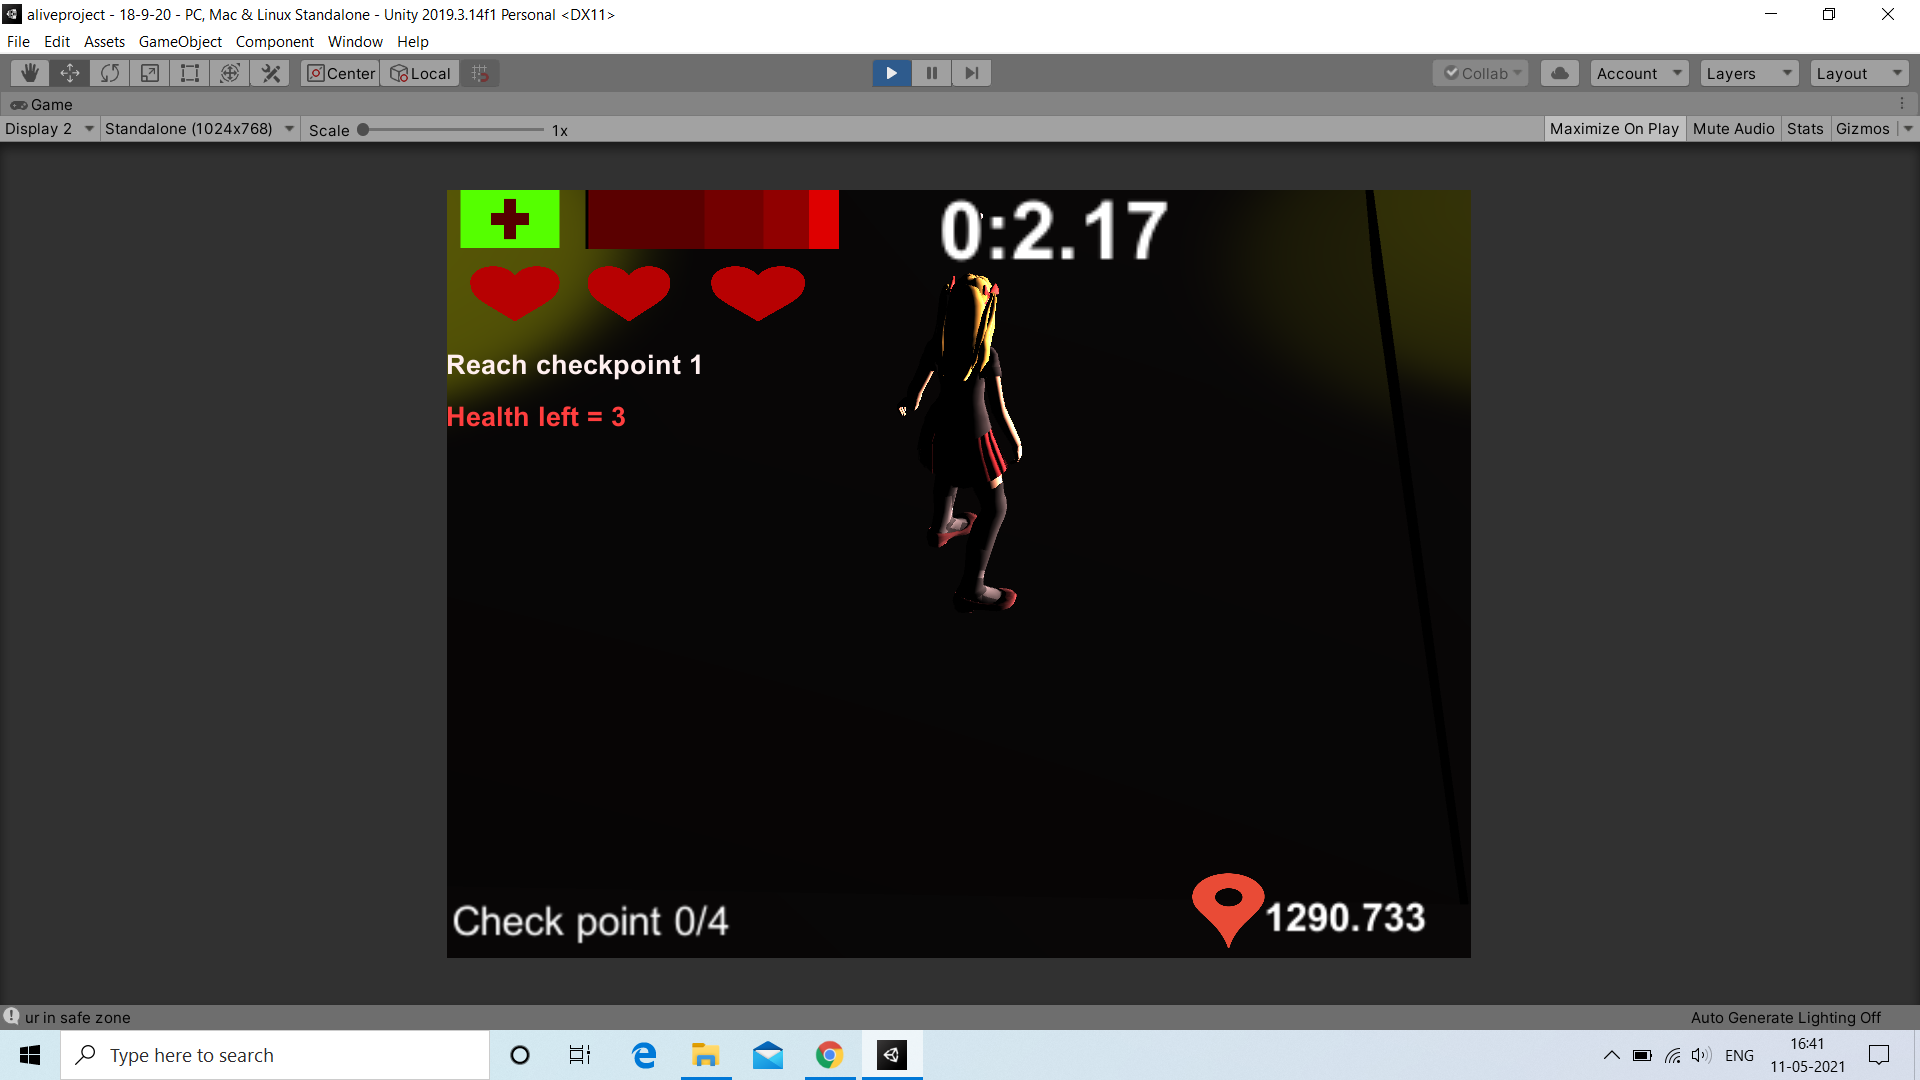 aliveproject - 18-9-20 - PC, Mac & Linux Standalone - Unity 2019.3.14f1 Personal <DX11>
File Edit Assets GameObject Component Window Help
Center Local Collab Account Layers Layout
Game
Display 2 Standalone (1024x768) Scale 1x Maximize On Play Mute Audio Stats Gizmos
0:2.17
Reach checkpoint 1
Health left = 3
Check point 0/4 1290.733
ur in safe zone Auto Generate Lighting Off
Type here to search ENG 16:41
11-05-2021